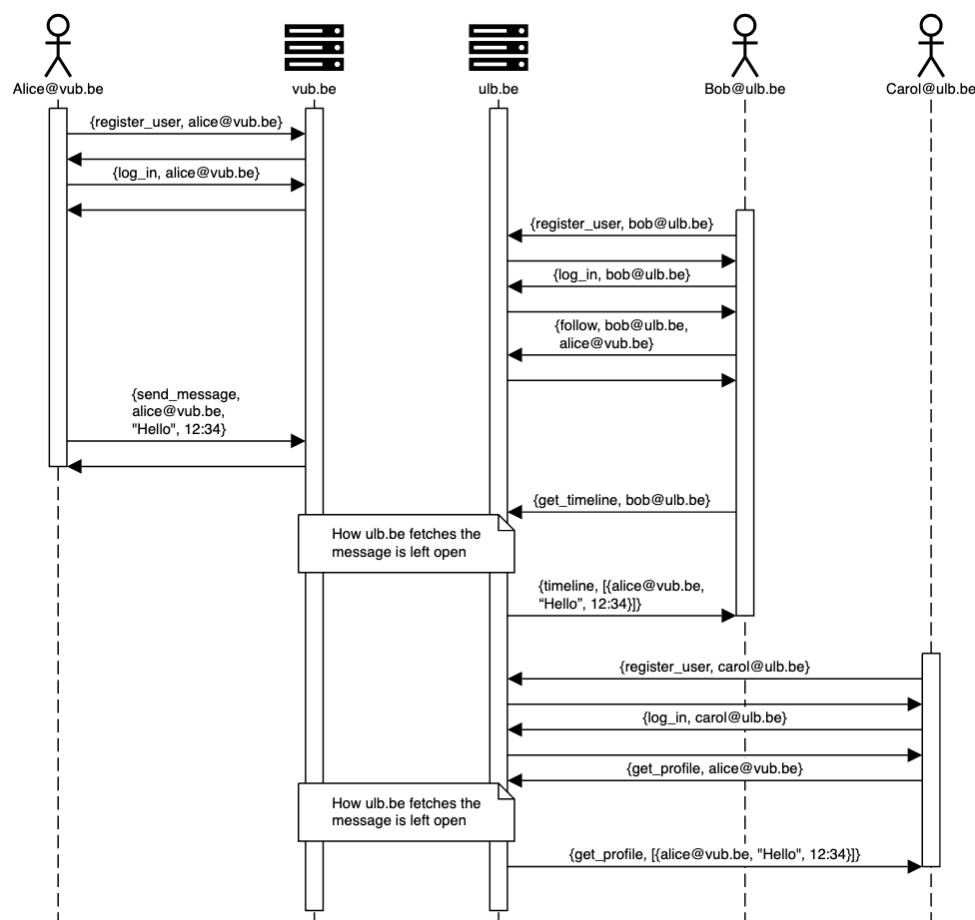 Alice@vub.be
vub.be
ulb.be
Bob@ulb.be
Carol@ulb.be
{register_user, alice@vub.be}
{log_in, alice@vub.be}
{register_user, bob@ulb.be}
{log_in, bob@ulb.be}
{follow, bob@ulb.be,
alice@vub.be}
{send_message,
alice@vub.be,
"Hello", 12:34}
{get_timeline, bob@ulb.be}
How ulb.be fetches the
message is left open
{timeline, [{alice@vub.be,
“Hello”, 12:34}]}
{register_user, carol@ulb.be}
{log_in, carol@ulb.be}
{get_profile, alice@vub.be}
How ulb.be fetches the
message is left open
{get_profile, [{alice@vub.be, "Hello", 12:34}]}